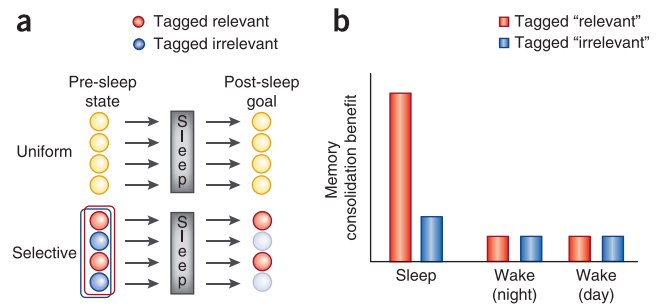 a
Tagged relevant
Tagged irrelevant
Pre-sleep
state
Post-sleep
goal
Uniform
Sleep
Selective
Sleep
b
Tagged “relevant”
Tagged “irrelevant”
Memory
consolidation benefit
Sleep
Wake
(night)
Wake
(day)